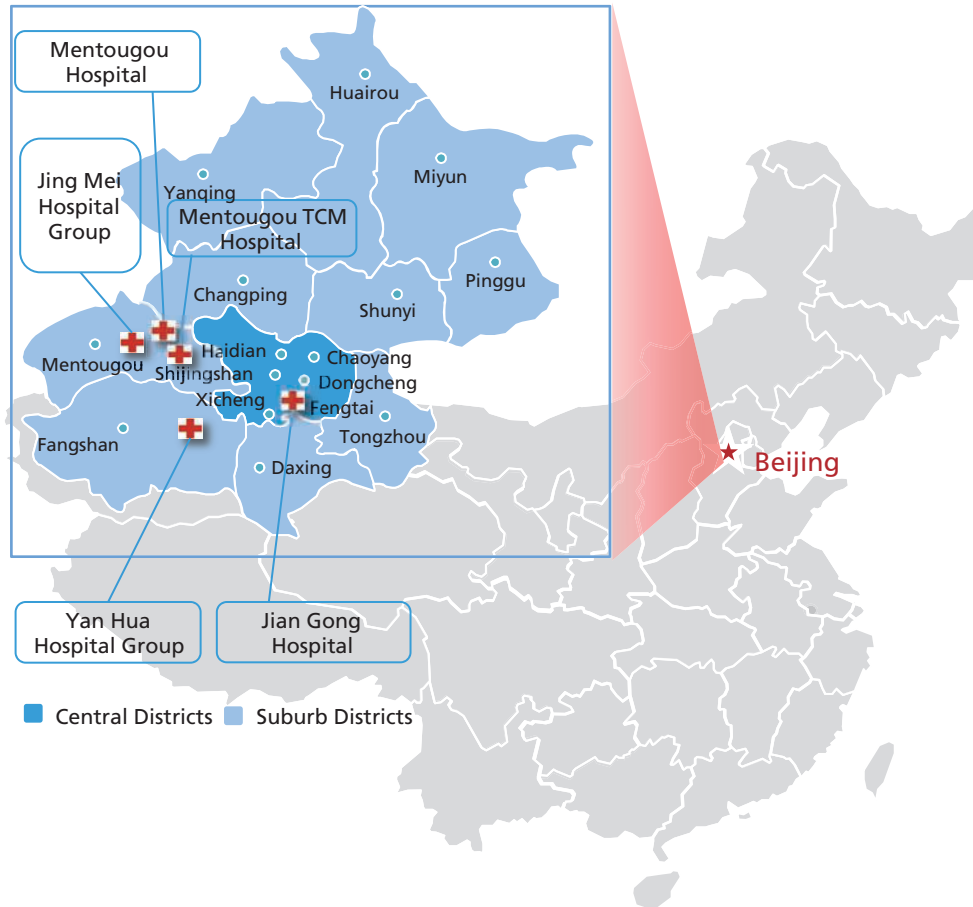 Mentougou
Hospital
Huairou
Jing Mei
Hospital
Group
Miyun
Yanqing
Mentougou TCM
Hospital
Pinggu
Changping
Shunyi
Haidian
Chaoyang
Mentougou
Shijingshan
Dongcheng
Xicheng
Fengtai
Fangshan
Tongzhou
Daxing
Beijing
Yan Hua
Hospital Group
Jian Gong
Hospital
Central Districts
Suburb Districts